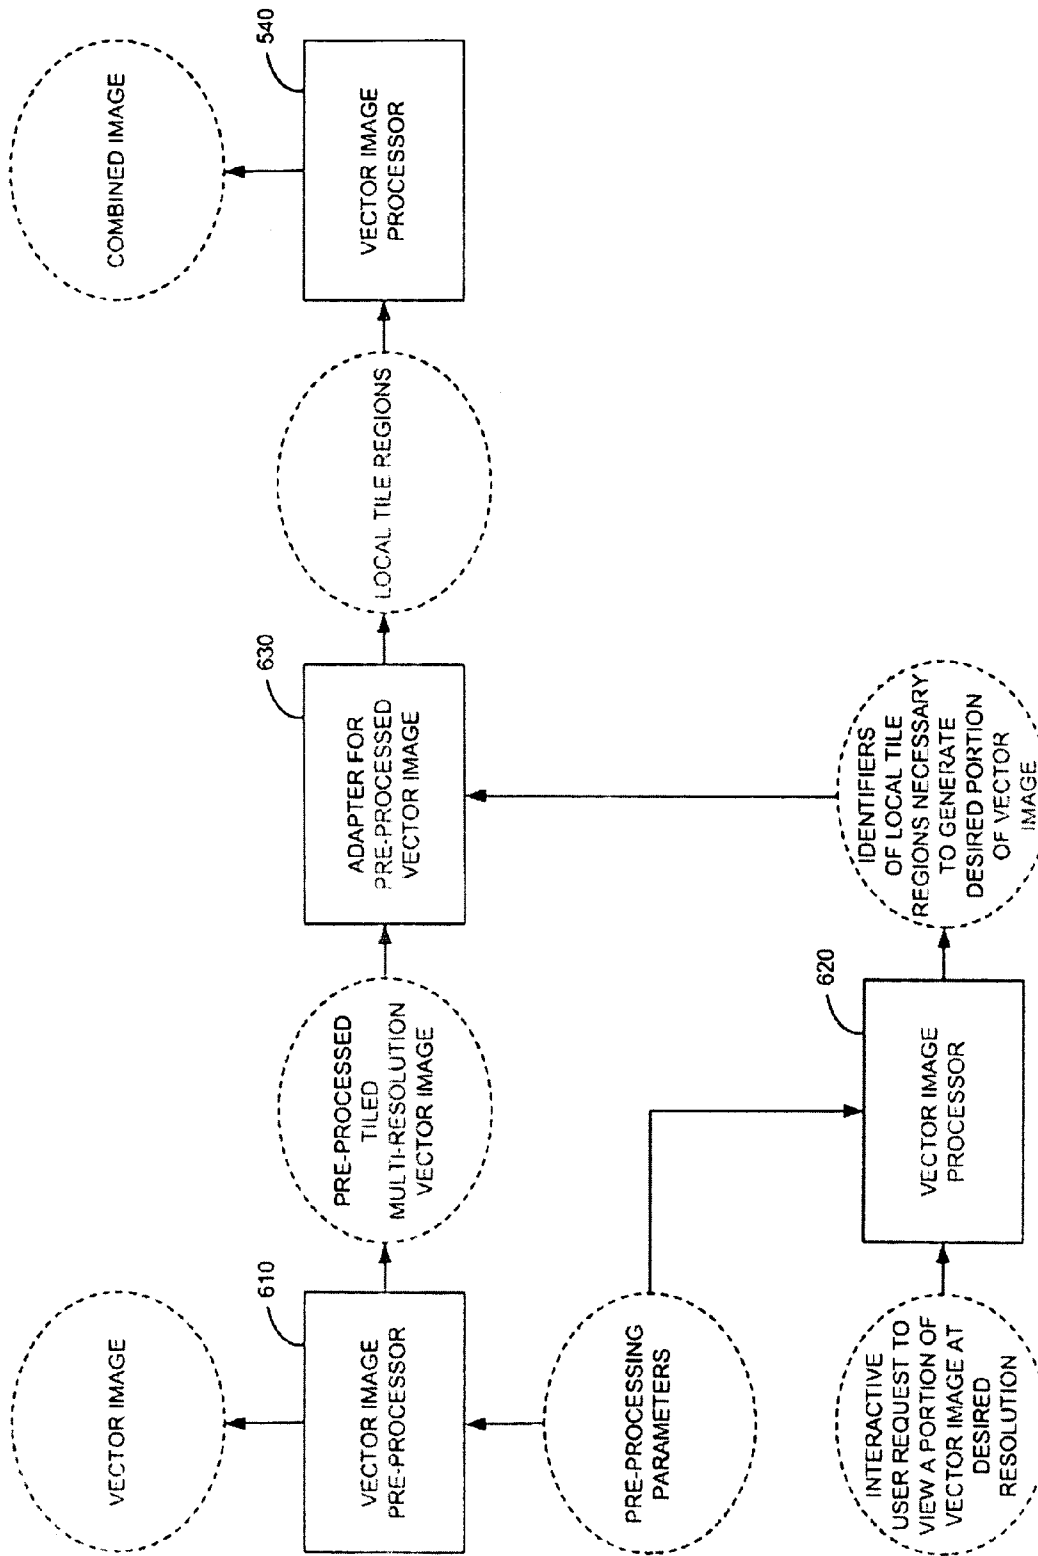 VECTOR IMAGE
610
VECTOR IMAGE
PRE-PROCESSOR
PRE-PROCESSING
PARAMETERS
INTERACTIVE
USER REQUEST TO
VIEW A PORTION OF
VECTOR IMAGE AT
DESIRED
RESOLUTION
PRE-PROCESSED
TILED
MULTI-RESOLUTION
VECTOR IMAGE
620
VECTOR IMAGE
PROCESSOR
630
ADAPTER FOR
PRE-PROCESSED
VECTOR IMAGE
IDENTIFIERS
OF LOCAL TILE
REGIONS NECESSARY
TO GENERATE
DESIRED PORTION
OF VECTOR
IMAGE
LOCAL TILE REGIONS
COMBINED IMAGE
540
VECTOR IMAGE
PROCESSOR